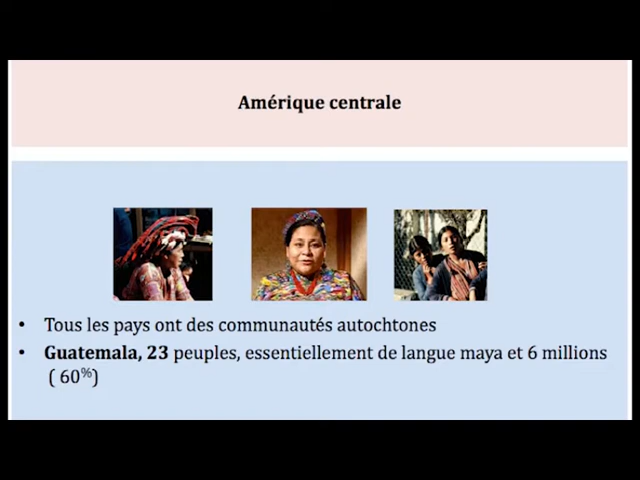 Amérique centrale
• Tous les pays ont des communautés autochtones
• Guatemala, 23 peuples, essentiellement de langue maya et 6 millions
( 60%)